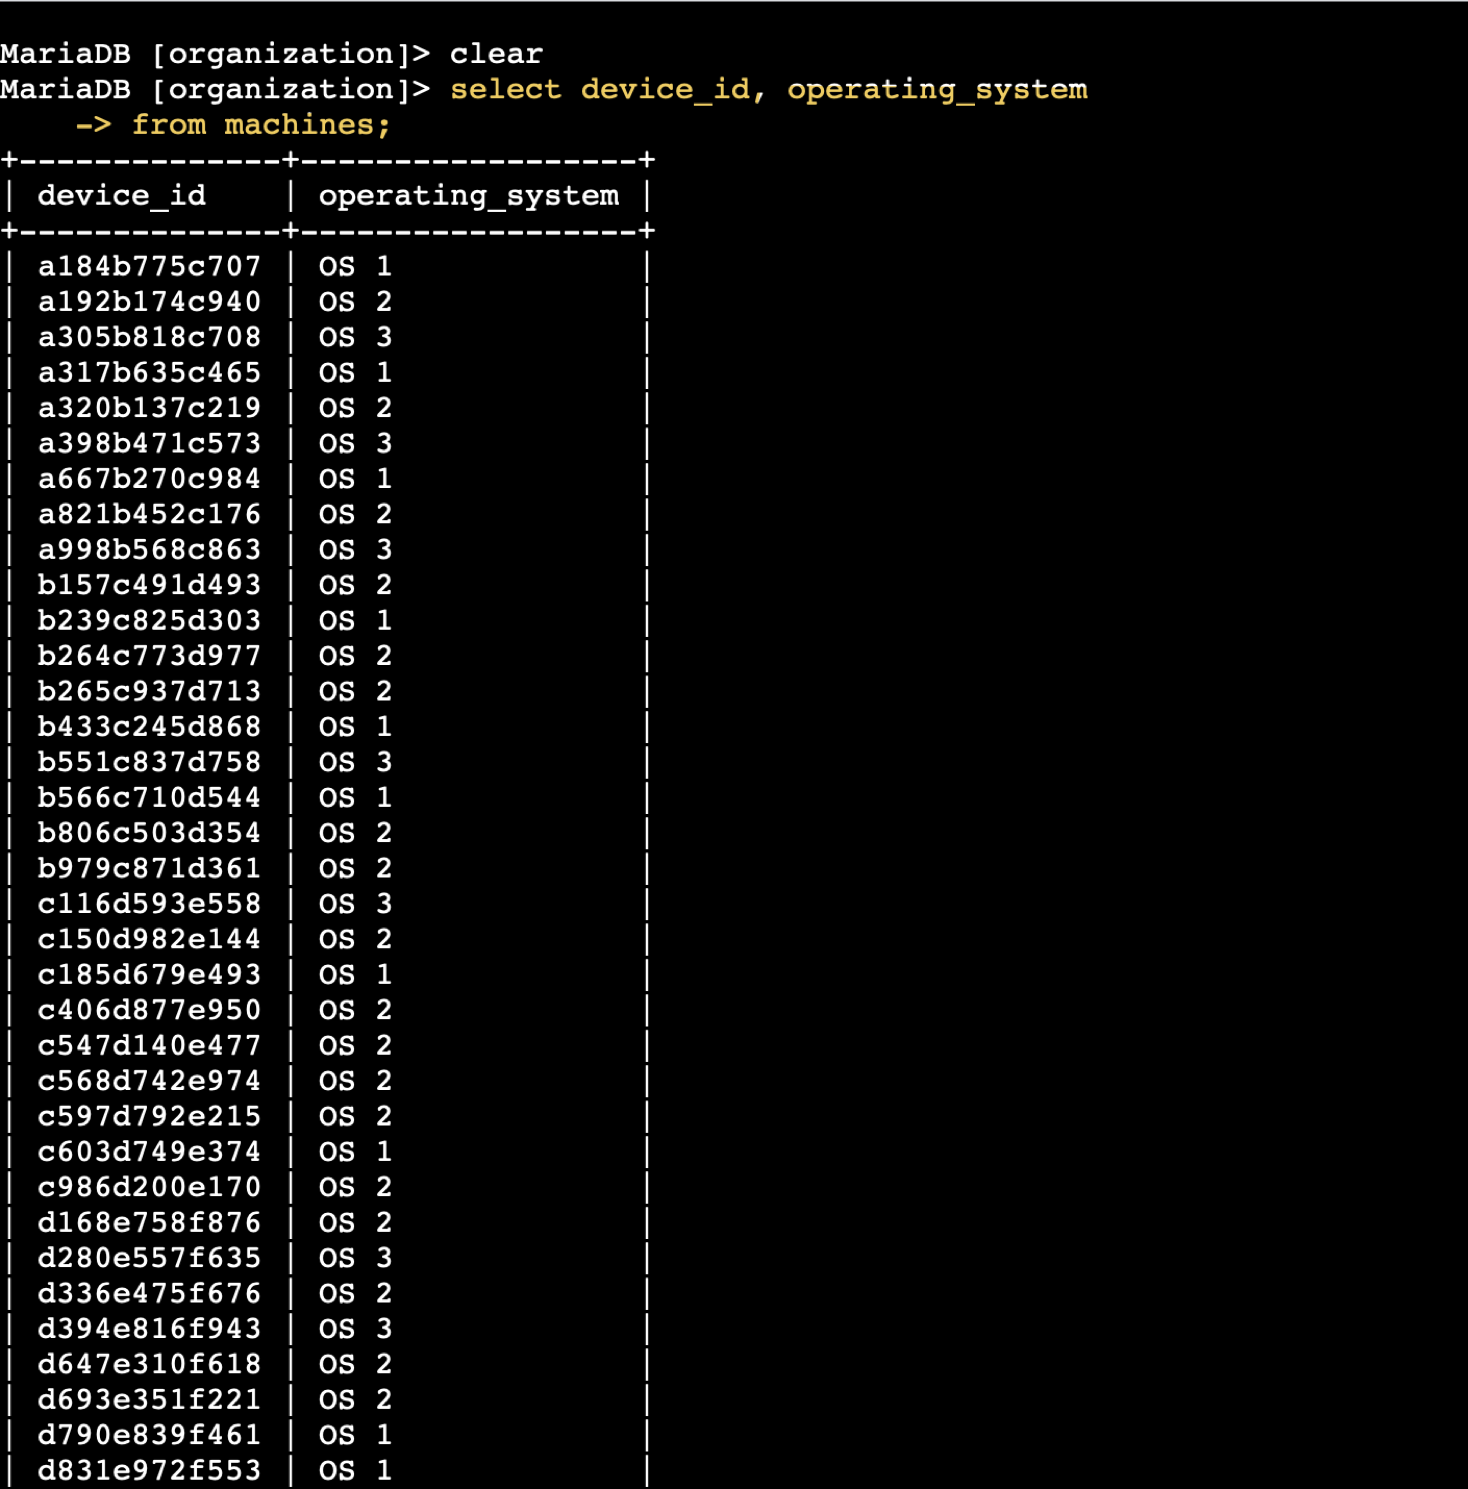 MariaDB [organization]> clear
MariaDB [organization]> select device_id, operating_system
    -> from machines;
+--------------+------------------+
| device_id    | operating_system |
+--------------+------------------+
| a184b775c707 | OS 1             |
| a192b174c940 | OS 2             |
| a305b818c708 | OS 3             |
| a317b635c465 | OS 1             |
| a320b137c219 | OS 2             |
| a398b471c573 | OS 3             |
| a667b270c984 | OS 1             |
| a821b452c176 | OS 2             |
| a998b568c863 | OS 3             |
| b157c491d493 | OS 2             |
| b239c825d303 | OS 1             |
| b264c773d977 | OS 2             |
| b265c937d713 | OS 2             |
| b433c245d868 | OS 1             |
| b551c837d758 | OS 3             |
| b566c710d544 | OS 1             |
| b806c503d354 | OS 2             |
| b979c871d361 | OS 2             |
| c116d593e558 | OS 3             |
| c150d982e144 | OS 2             |
| c185d679e493 | OS 1             |
| c406d877e950 | OS 2             |
| c547d140e477 | OS 2             |
| c568d742e974 | OS 2             |
| c597d792e215 | OS 2             |
| c603d749e374 | OS 1             |
| c986d200e170 | OS 2             |
| d168e758f876 | OS 2             |
| d280e557f635 | OS 3             |
| d336e475f676 | OS 2             |
| d394e816f943 | OS 3             |
| d647e310f618 | OS 2             |
| d693e351f221 | OS 2             |
| d790e839f461 | OS 1             |
| d831e972f553 | OS 1             |